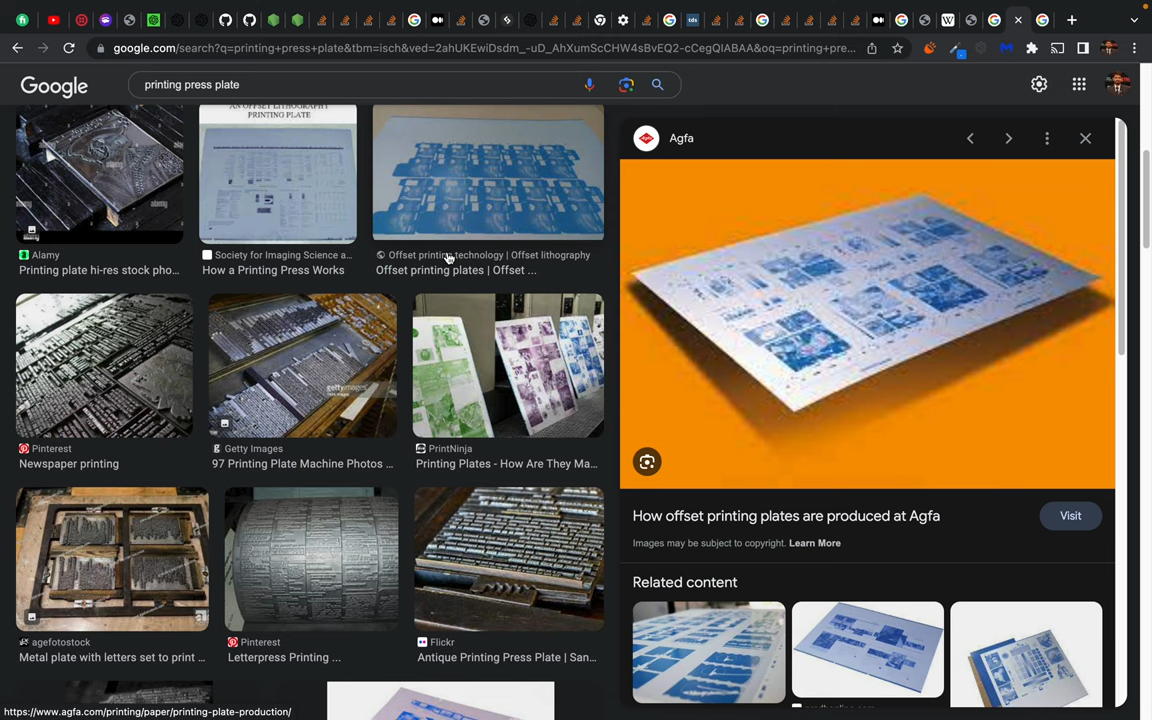 google.com/search?q=printing+press+plate&tbm=isch&ved=2ahUKEwiDsdm_-uD_AhXumScCHW4sBvEQ2-cCegQIABAA&oq=printing+pre...
Google
printing press plate
AN OFFSET LITHOGRAPHY
PRINTING PLATE
alamy
alamy
Alamy
Printing plate hi-res stock pho...
Society for Imaging Science a...
How a Printing Press Works
Offset printing technology | Offset lithography
Offset printing plates | Offset ...
Agfa
gettyimages
Pinterest
Newspaper printing
Getty Images
97 Printing Plate Machine Photos ...
PrintNinja
Printing Plates - How Are They Ma...
How offset printing plates are produced at Agfa
Visit
Images may be subject to copyright. Learn More
Related content
agefotostock
Metal plate with letters set to print ...
Pinterest
Letterpress Printing ...
Flickr
Antique Printing Press Plate | San...
https://www.agfa.com/printing/paper/printing-plate-production/